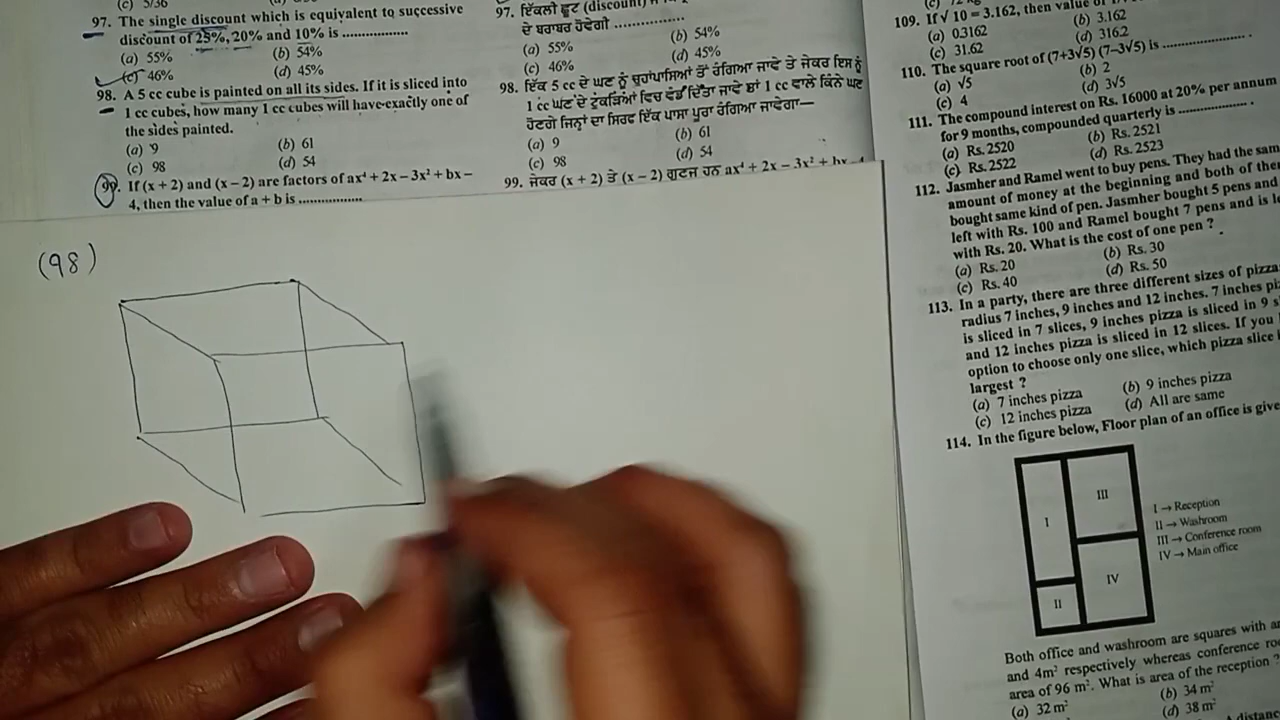 (c) 5/36
97. The single discount which is equivalent to successive
discount of 25%, 20% and 10% is ..................
(a) 55%
(b) 54%
(c) 46%
(d) 45%
98. A 5 cc cube is painted on all its sides. If it is sliced into
1 cc cubes, how many 1 cc cubes will have exactly one of
the sides painted.
(a) 9
(b) 61
(c) 98
(d) 54
99. If (x + 2) and (x – 2) are factors of ax⁴ + 2x – 3x² + bx –
4, then the value of a + b is ..................
97. ਇੱਕਲੀ ਛੂਟ (discount)
ਦੇ ਬਰਾਬਰ ਹੋਵੇਗੀ ..................
(a) 55%
(b) 54%
(c) 46%
(d) 45%
98. ਇੱਕ 5 cc ਦੇ ਘਣ ਨੂੰ ਚੁਹਾਂਪਾਸਿਆਂ ਤੋਂ ਰੰਗਿਆ ਜਾਵੇ ਤੇ ਜੇਕਰ ਇਸ ਨੂੰ
1 cc ਘਣ ਦੇ ਟੁਕੜਿਆਂ ਵਿਚ ਵੰਡ ਦਿੱਤਾ ਜਾਵੇ ਤਾਂ 1 cc ਵਾਲੇ ਕਿੰਨੇ ਘਣ
ਹੋਣਗੇ ਜਿਨ੍ਹਾਂ ਦਾ ਸਿਰਫ ਇੱਕ ਪਾਸਾ ਪੂਰਾ ਰੰਗਿਆ ਜਾਵੇਗਾ—
(a) 9
(b) 61
(c) 98
(d) 54
99. ਜੇਕਰ (x + 2) ਤੇ (x – 2) ਗੁਣਜ ਹਨ ax⁴ + 2x – 3x² + bx – 4
(98)
109. If √10 = 3.162, then value
(a) 0.3162
(b) 3.162
(c) 31.62
(d) 316.2
110. The square root of (7+3√5) (7–3√5) is .................. .
(a) √5
(b) 2
(c) 4
(d) 3√5
111. The compound interest on Rs. 16000 at 20% per annum
for 9 months, compounded quarterly is .................. .
(a) Rs. 2520
(b) Rs. 2521
(c) Rs. 2522
(d) Rs. 2523
112. Jasmher and Ramel went to buy pens. They had the
amount of money at the beginning and both of
bought same kind of pen. Jasmher bought 5 pens and
left with Rs. 100 and Ramel bought 7 pens and is
with Rs. 20. What is the cost of one pen ?
(a) Rs. 20
(b) Rs. 30
(c) Rs. 40
(d) Rs. 50
113. In a party, there are three different sizes of
radius 7 inches, 9 inches and 12 inches. 7 inches
is sliced in 7 slices, 9 inches pizza is sliced in 9
and 12 inches pizza is sliced in 12 slices. If you
option to choose only one slice, which pizza slice
largest ?
(a) 7 inches pizza
(b) 9 inches pizza
(c) 12 inches pizza
(d) All are same
114. In the figure below, Floor plan of an office is
I
III
II
IV
I → Reception
II → Washroom
III → Conference room
IV → Main office
Both office and washroom are squares with
and 4m² respectively whereas conference
area of 96 m². What is area of the reception ?
(a) 32 m²
(b) 34 m²
(d) 38 m²